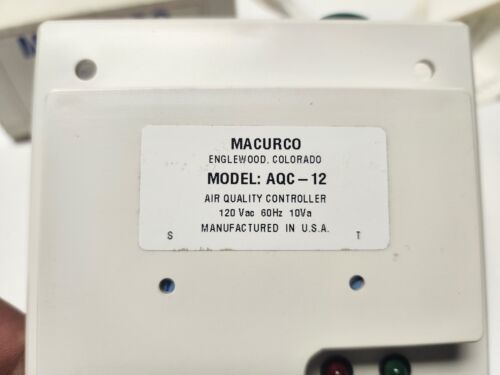 MACURCO
ENGLEWOOD, COLORADO
MODEL: AQC-12
AIR QUALITY CONTROLLER
120 Vac 60Hz 10Va
MANUFACTURED IN U.S.A.
S T